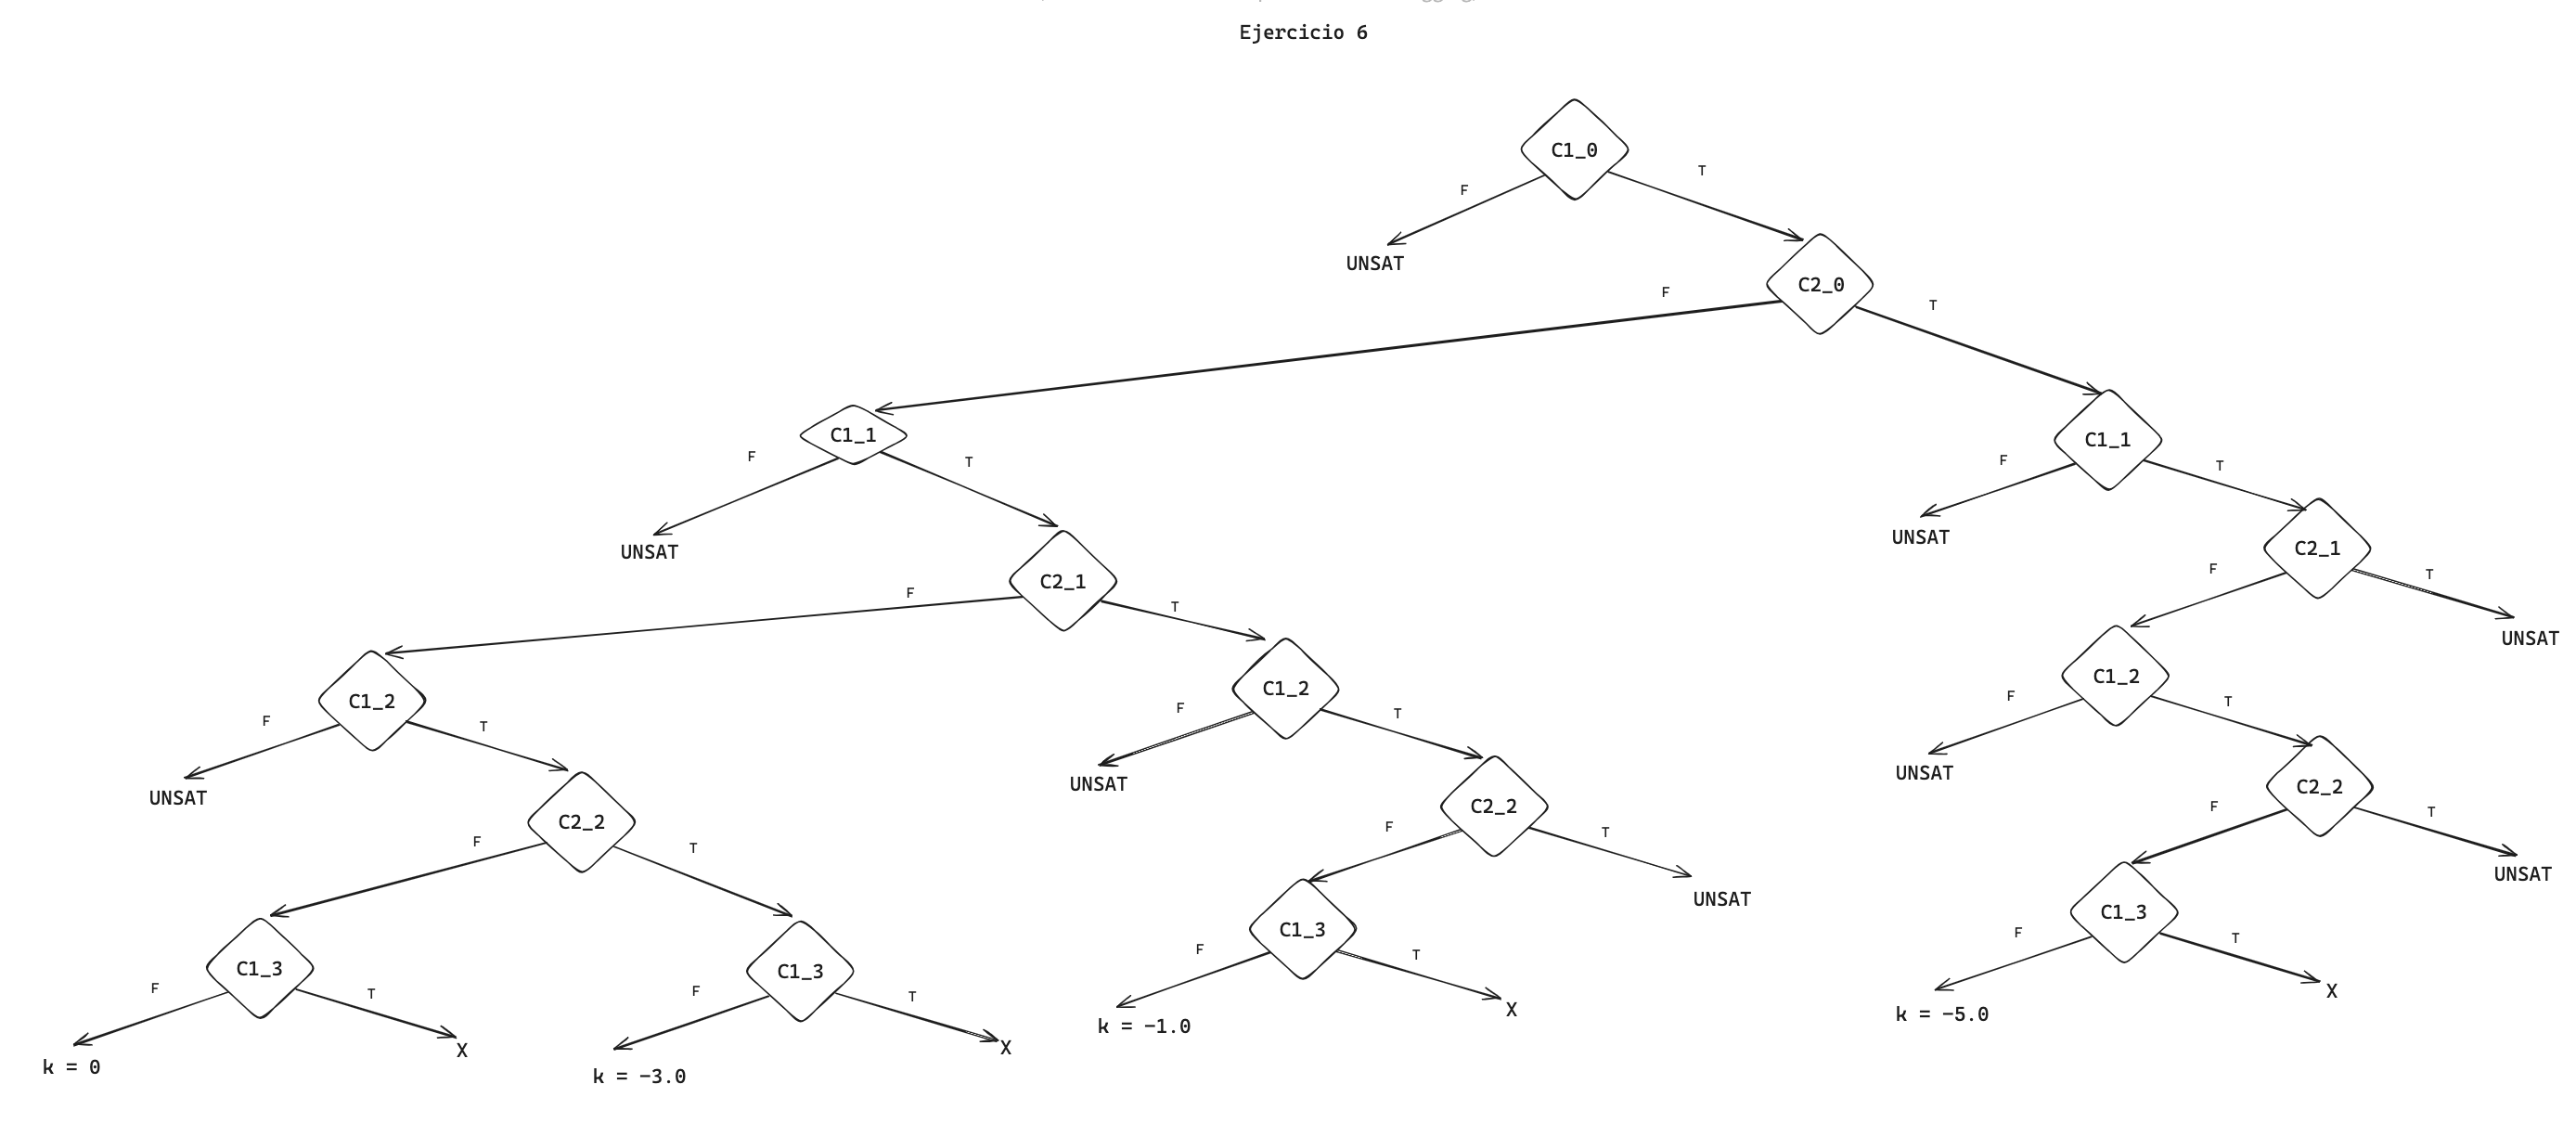 Ejercicio 6
C1_0
T
F
UNSAT
C2_0
F
T
C1_1
F
T
UNSAT
C1_1
F
T
UNSAT
C2_1
F
T
UNSAT
C2_1
F
T
C1_2
F
T
UNSAT
C1_2
F
T
UNSAT
C1_2
F
T
UNSAT
C2_2
F
T
UNSAT
C2_2
F
T
C2_2
F
T
UNSAT
C1_3
F
T
k = 0
X
C1_3
F
T
k = -3.0
X
C1_3
F
T
k = -1.0
X
C1_3
F
T
k = -5.0
X